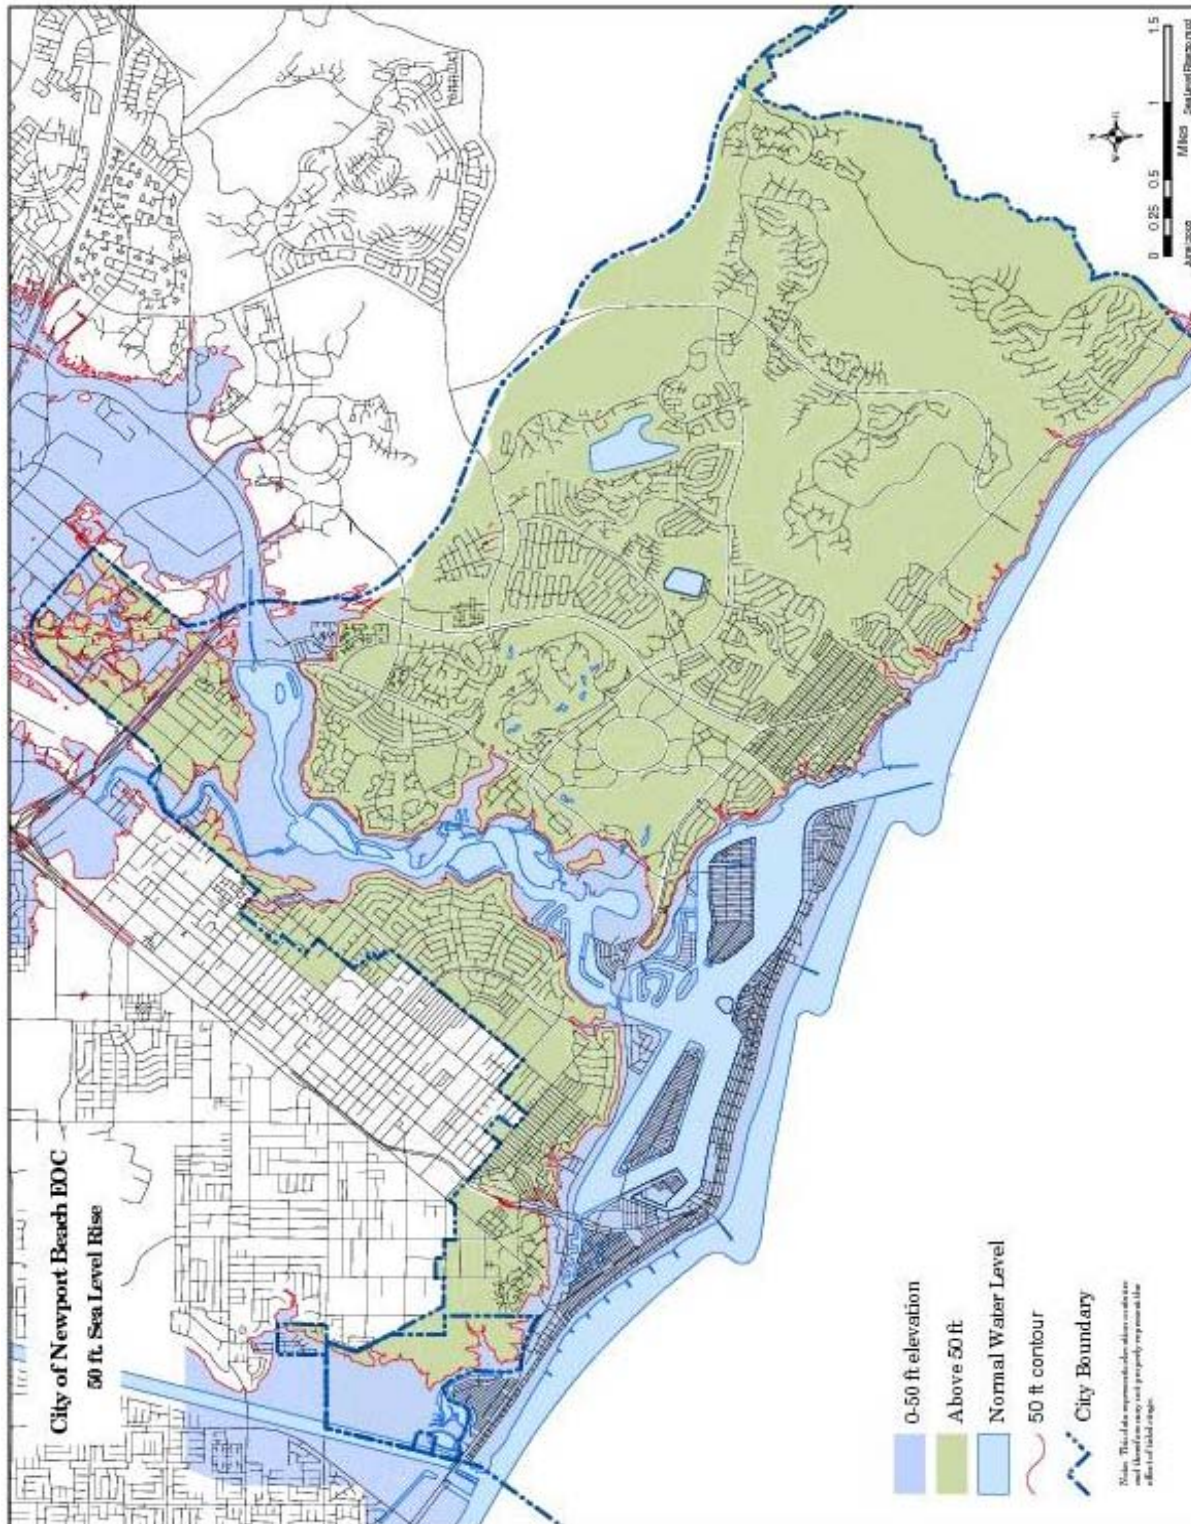 City of Newport Beach EOC
50 ft. Sea Level Rise
0-50 ft elevation
Above 50 ft
Normal Water Level
50 ft contour
City Boundary
0 0.25 0.5 1 1.5
Miles